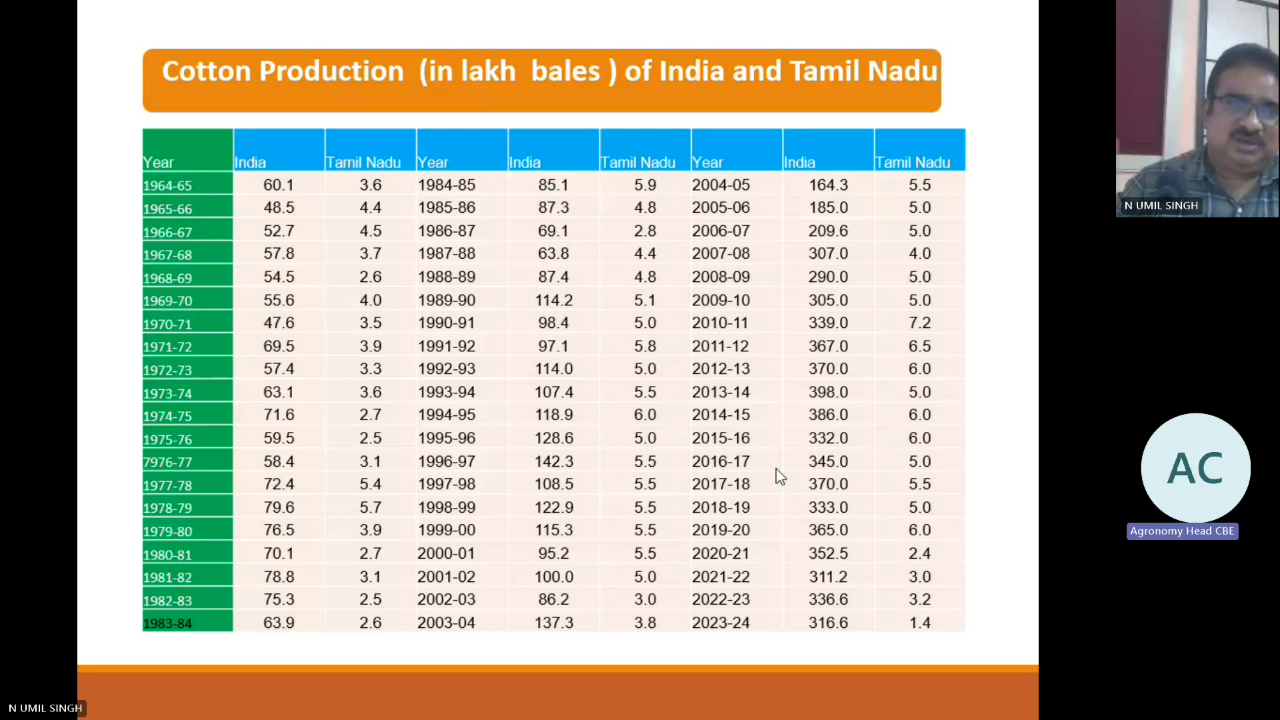 Cotton Production (in lakh bales ) of India and Tamil Nadu
Year India Tamil Nadu Year India Tamil Nadu Year India Tamil Nadu
1964-65 60.1 3.6 1984-85 85.1 5.9 2004-05 164.3 5.5
1965-66 48.5 4.4 1985-86 87.3 4.8 2005-06 185.0 5.0
1966-67 52.7 4.5 1986-87 69.1 2.8 2006-07 209.6 5.0
1967-68 57.8 3.7 1987-88 63.8 4.4 2007-08 307.0 4.0
1968-69 54.5 2.6 1988-89 87.4 4.8 2008-09 290.0 5.0
1969-70 55.6 4.0 1989-90 114.2 5.1 2009-10 305.0 5.0
1970-71 47.6 3.5 1990-91 98.4 5.0 2010-11 339.0 7.2
1971-72 69.5 3.9 1991-92 97.1 5.8 2011-12 367.0 6.5
1972-73 57.4 3.3 1992-93 114.0 5.0 2012-13 370.0 6.0
1973-74 63.1 3.6 1993-94 107.4 5.5 2013-14 398.0 5.0
1974-75 71.6 2.7 1994-95 118.9 6.0 2014-15 386.0 6.0
1975-76 59.5 2.5 1995-96 128.6 5.0 2015-16 332.0 6.0
7976-77 58.4 3.1 1996-97 142.3 5.5 2016-17 345.0 5.0
1977-78 72.4 5.4 1997-98 108.5 5.5 2017-18 370.0 5.5
1978-79 79.6 5.7 1998-99 122.9 5.5 2018-19 333.0 5.0
1979-80 76.5 3.9 1999-00 115.3 5.5 2019-20 365.0 6.0
1980-81 70.1 2.7 2000-01 95.2 5.5 2020-21 352.5 2.4
1981-82 78.8 3.1 2001-02 100.0 5.0 2021-22 311.2 3.0
1982-83 75.3 2.5 2002-03 86.2 3.0 2022-23 336.6 3.2
1983-84 63.9 2.6 2003-04 137.3 3.8 2023-24 316.6 1.4
N UMIL SINGH
AC
Agronomy Head CBE
N UMIL SINGH